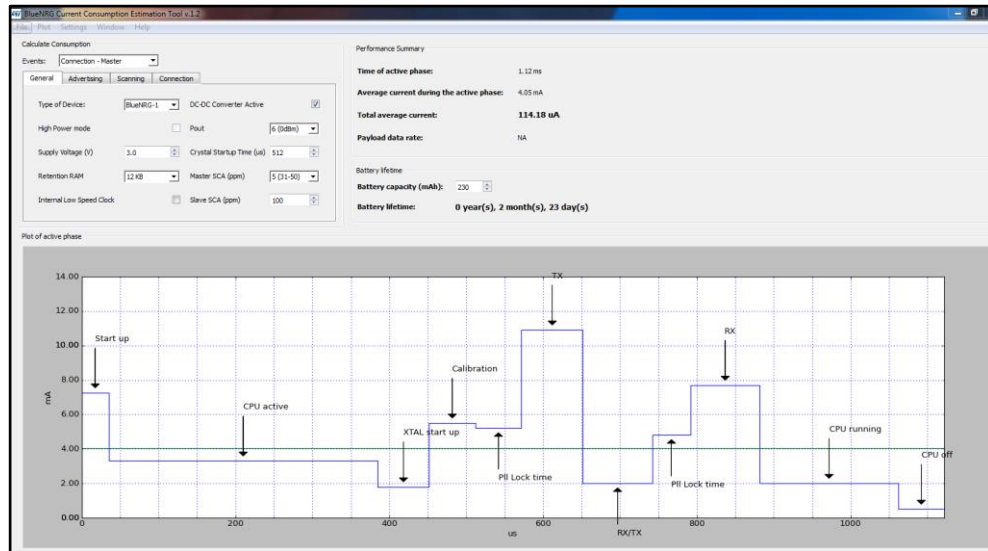 BlueNRG Current Consumption Estimation Tool v.1.2
Plot Settings Window Help
Calculate Consumption
Events: Connection - Master
General Advertising Scanning Connection
Type of Device: BlueNRG-1 DC-DC Converter Active
High Power mode Pout 6 (0dBm)
Supply Voltage (V) 3.0 Crystal Startup Time (us) 512
Retention RAM 12 KB Master SCA (ppm) 5 (31-50)
Internal Low Speed Clock Slave SCA (ppm) 100
Performance Summary
Time of active phase: 1.12 ms
Average current during the active phase: 4.05 mA
Total average current: 114.18 uA
Payload data rate: NA
Battery lifetime
Battery capacity (mAh): 230
Battery lifetime: 0 year(s), 2 month(s), 23 day(s)
Plot of active phase
14.00
12.00
10.00
8.00
6.00
4.00
2.00
0.00
mA
Start up
CPU active
XTAL start up
Calibration
Pll Lock time
TX
RX/TX
Pll Lock time
RX
CPU running
CPU off
0 200 400 600 800 1000
us